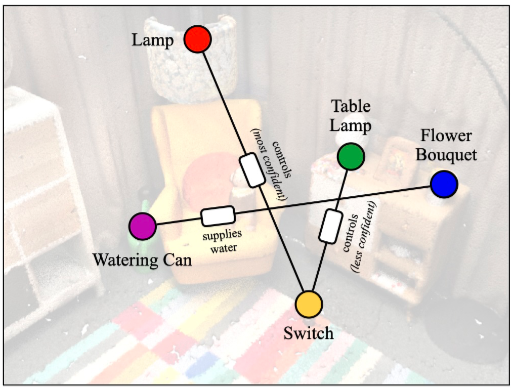 Lamp
Table
Lamp
Flower
Bouquet
controls
(most confident)
controls
(less confident)
supplies
water
Watering Can
Switch